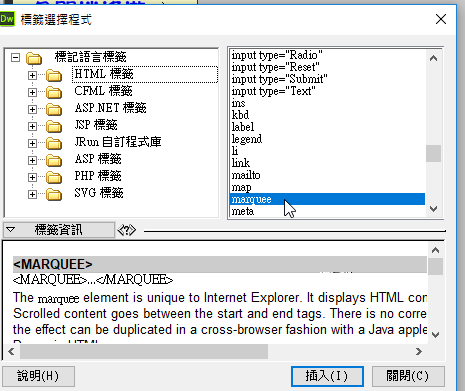 Dw 標籤選擇程式
標記語言標籤
HTML 標籤
CFML 標籤
ASP.NET 標籤
JSP 標籤
JRun 自訂程式庫
ASP 標籤
PHP 標籤
SVG 標籤
input type="Radio"
input type="Reset"
input type="Submit"
input type="Text"
ins
kbd
label
legend
li
link
mailto
map
marquee
meta
標籤資訊
<?>
<MARQUEE>
<MARQUEE>...</MARQUEE>
The marquee element is unique to Internet Explorer. It displays HTML con
Scrolled content goes between the start and end tags. There is no corre
the effect can be duplicated in a cross-browser fashion with a Java apple
說明(H)
插入(I)
關閉(C)